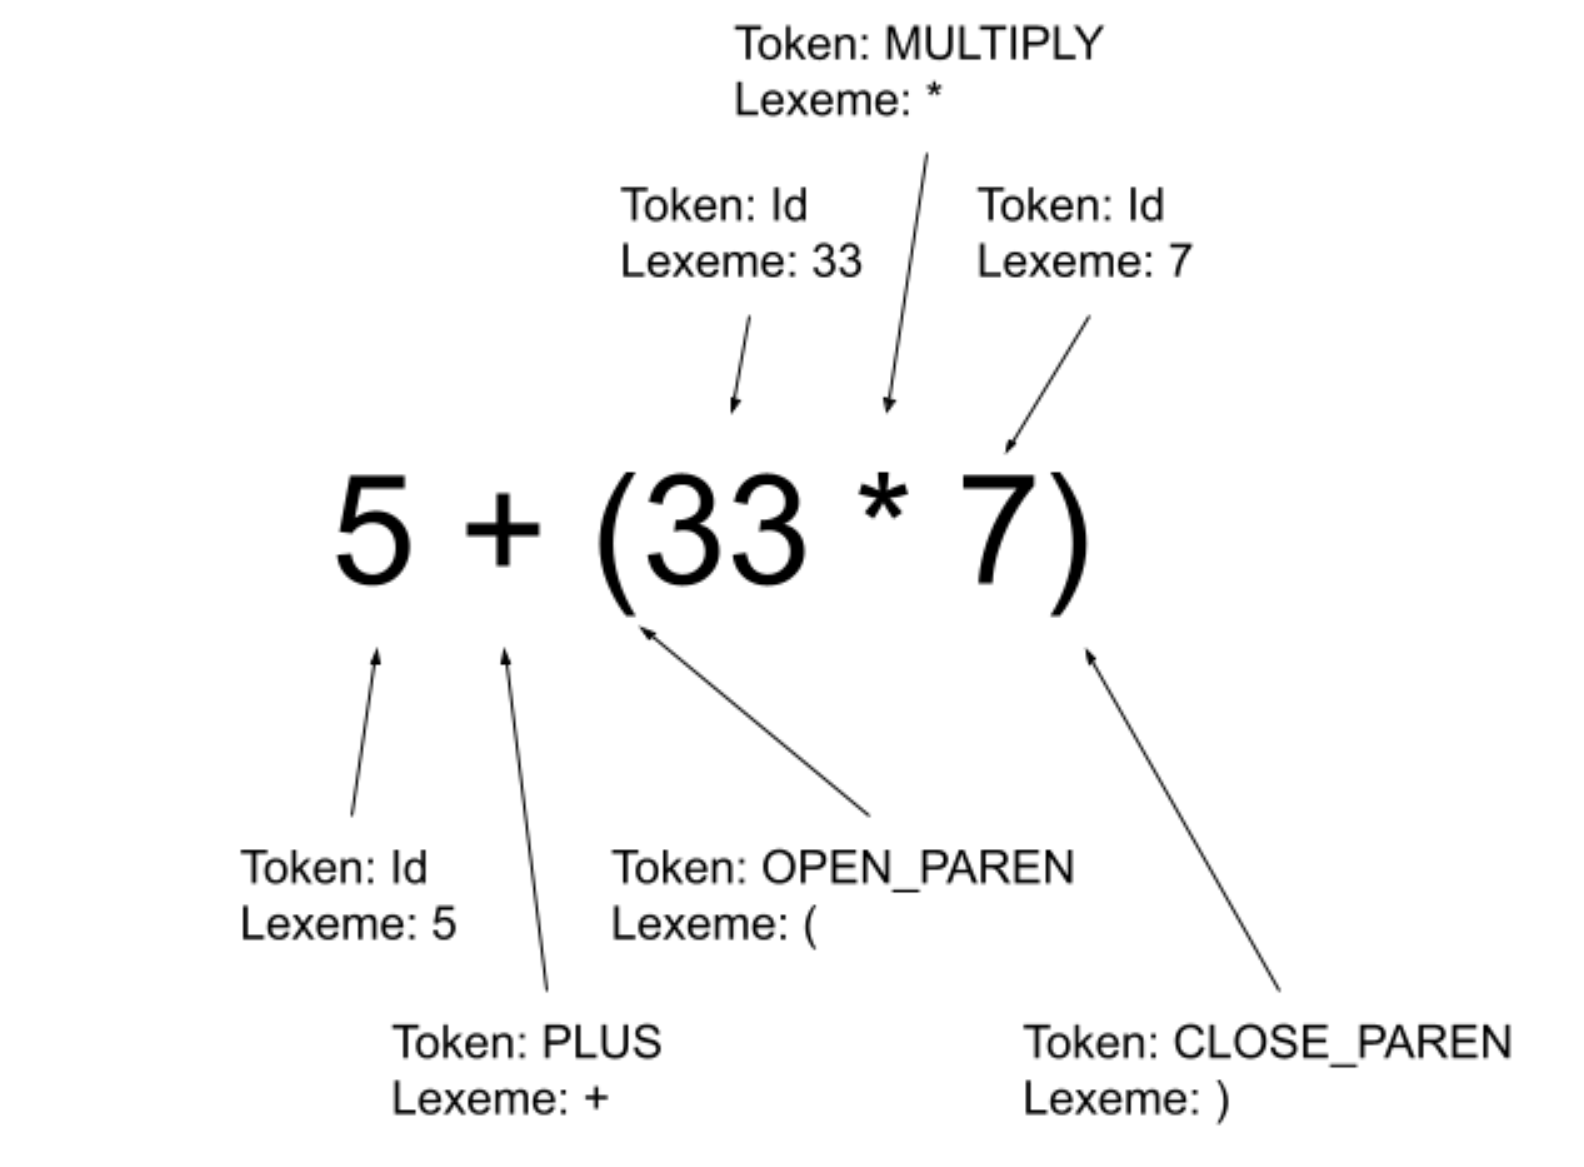 Token: MULTIPLY
Lexeme: *
Token: Id
Lexeme: 33
Token: Id
Lexeme: 7
5 + (33 * 7)
Token: Id
Lexeme: 5
Token: OPEN_PAREN
Lexeme: (
Token: PLUS
Lexeme: +
Token: CLOSE_PAREN
Lexeme: )